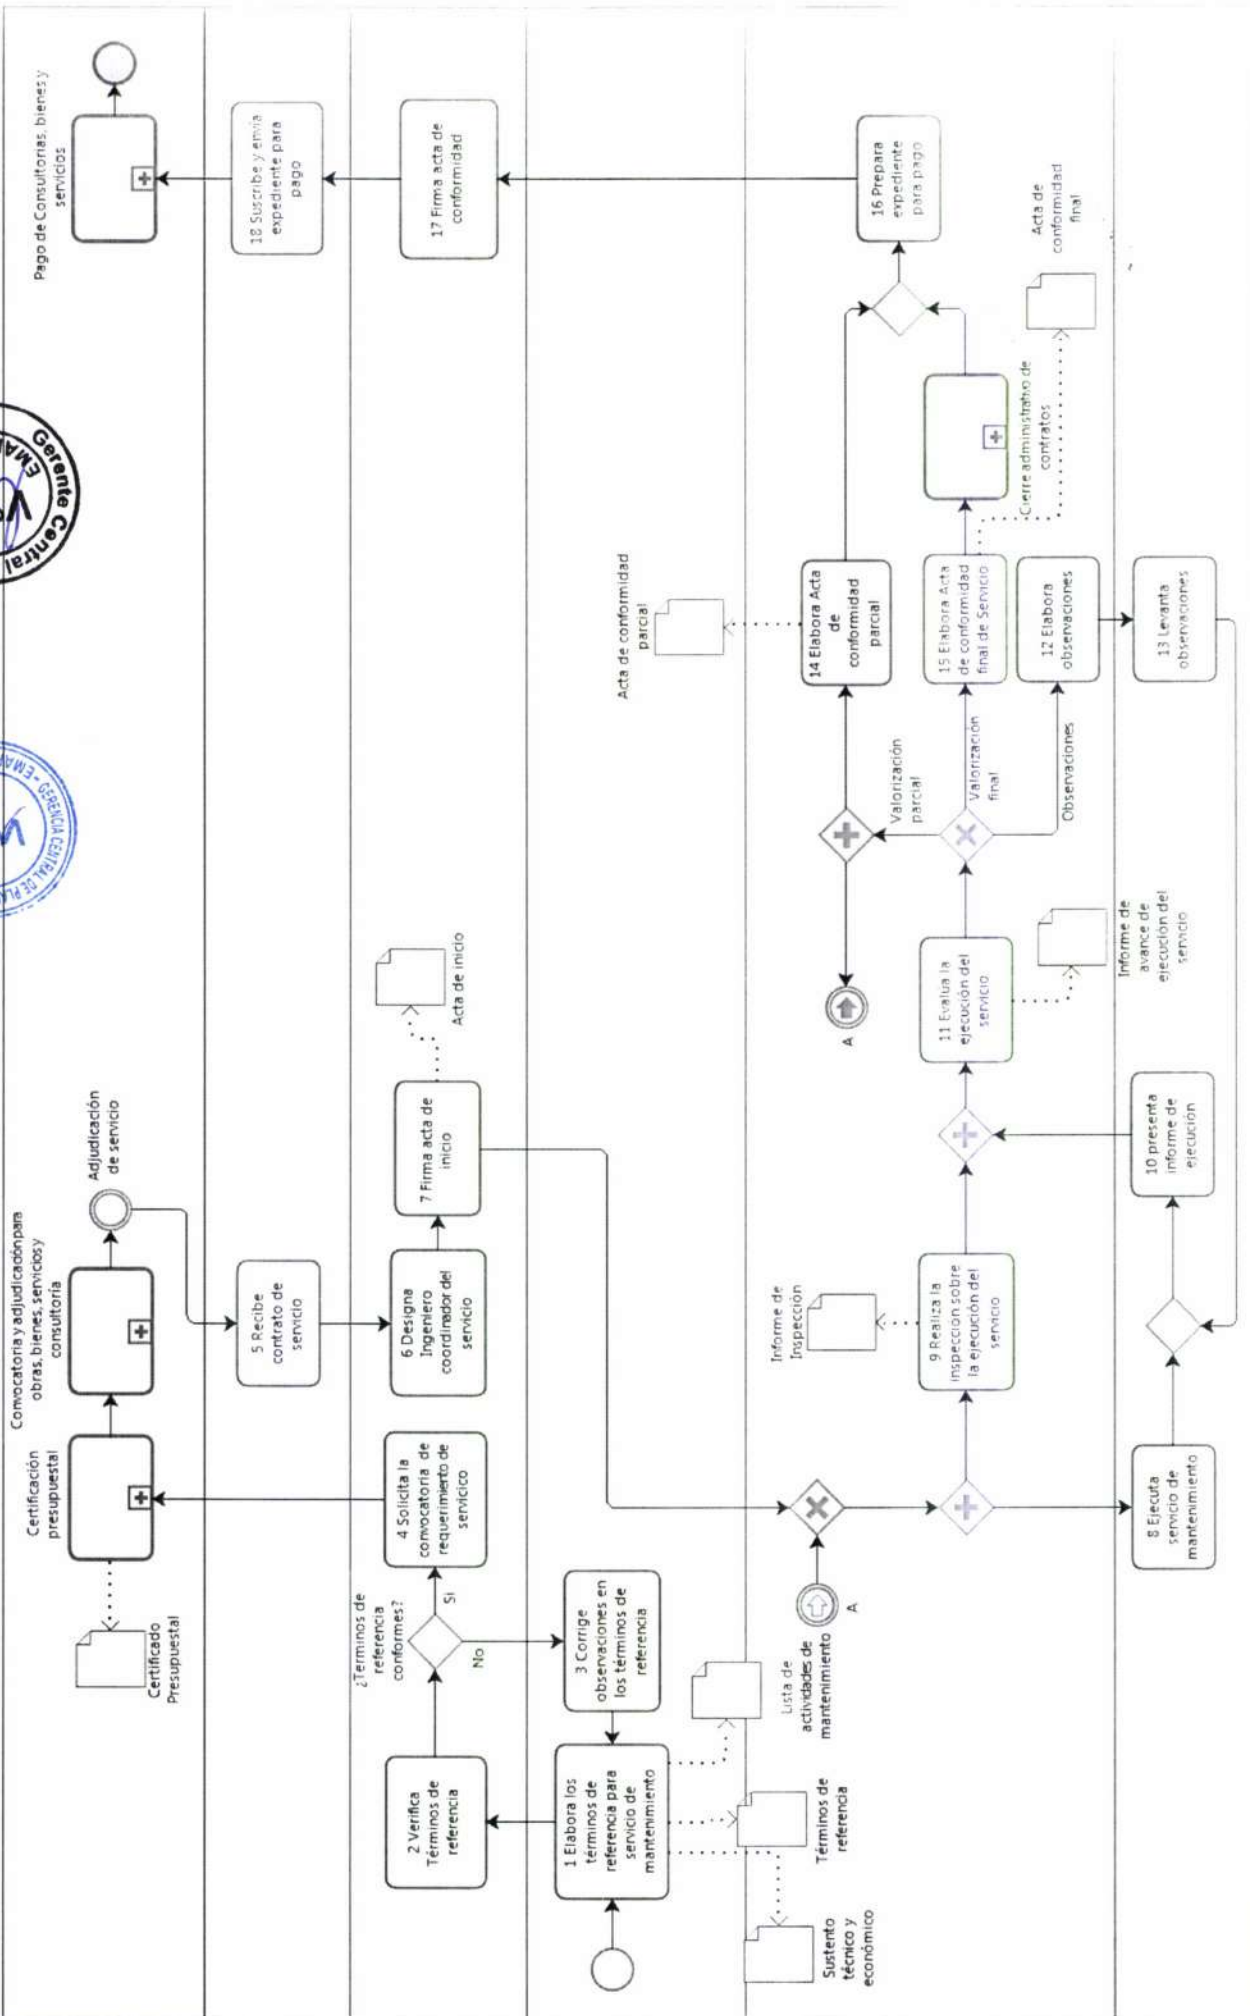 Pago de Consultorias, bienes y
servicios
18 Suscribe y envia
expediente para
pago
17 Firma acta de
conformidad
16 Prepara
expediente
para pago
Acta de
conformidad
final
Cierre administrativo de
contratos
Gerente Central
Acta de conformidad
parcial
14 Elabora Acta
de
conformidad
parcial
15 Elabora Acta
de conformidad
final de Servicio
12 Elabora
observaciones
13 Levanta
observaciones
Valorización
parcial
Valorización
final
Observaciones
GERENCIA CENTRAL DE
A
11 Evalua la
ejecución del
servicio
Informe de
avance de
ejecución del
servicio
10 presenta
informe de
ejecución
Acta de inicio
7 Firma acta de
inicio
Adjudicación
de servicio
Convocatoria y adjudicación para
obras, bienes, servicios y
consultoría
5 Recibe
contrato de
servicio
6 Designa
Ingeniero
coordinador del
servicio
Informe de
Inspección
9 Realiza la
inspección sobre
la ejecución del
servicio
Certificación
presupuestal
4 Solicita la
convocatoria de
requerimiento de
servicico
8 Ejecuta
servicio de
mantenimiento
A
Certificado
Presupuestal
¿Terminos de
referencia
conformes?
Si
No
3 Corrige
observaciones en
los términos de
referencia
Lista de
actividades de
mantenimiento
2 Verifica
Términos de
referencia
1 Elabora los
términos de
referencia para
servicio de
mantenimiento
Términos de
referencia
Sustento
técnico y
económico